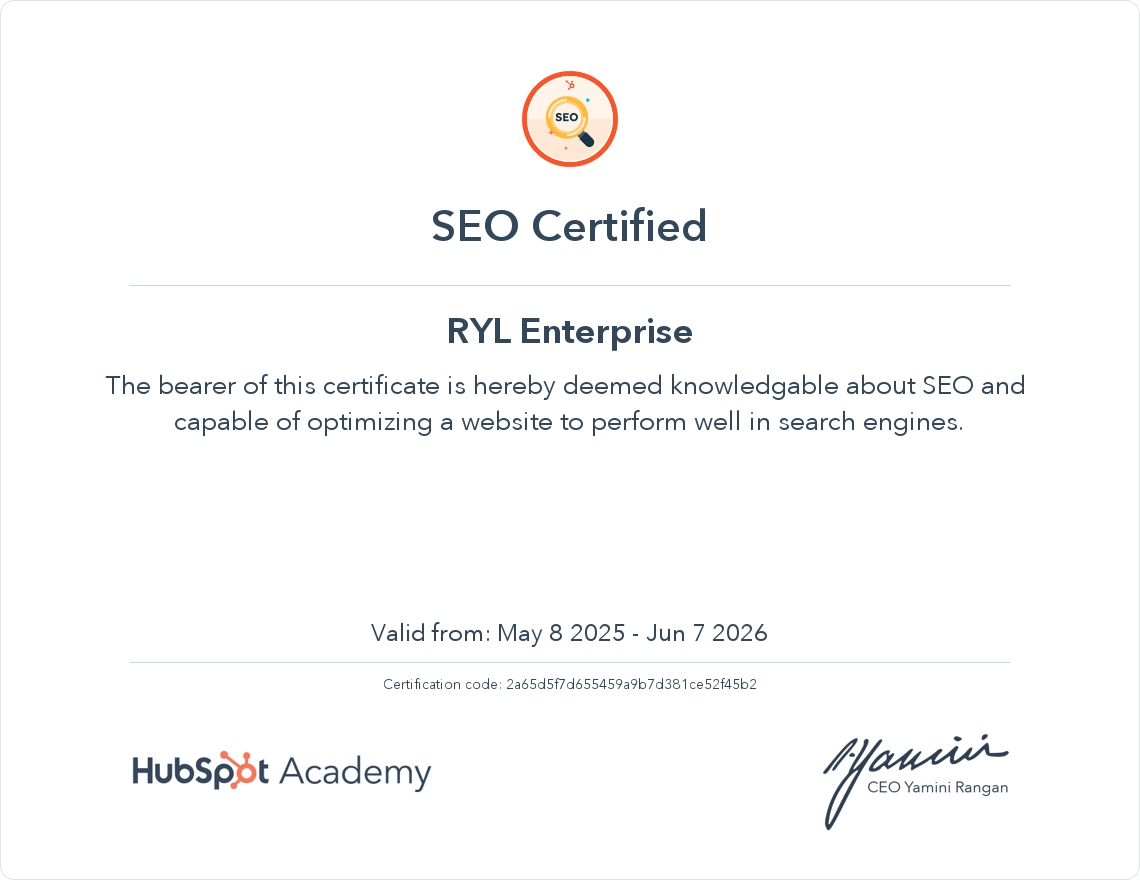 SEO
SEO Certified
RYL Enterprise
The bearer of this certificate is hereby deemed knowledgable about SEO and
capable of optimizing a website to perform well in search engines.
Valid from: May 8 2025 - Jun 7 2026
Certification code: 2a65d5f7d655459a9b7d381ce52f45b2
HubSpot Academy
CEO Yamini Rangan